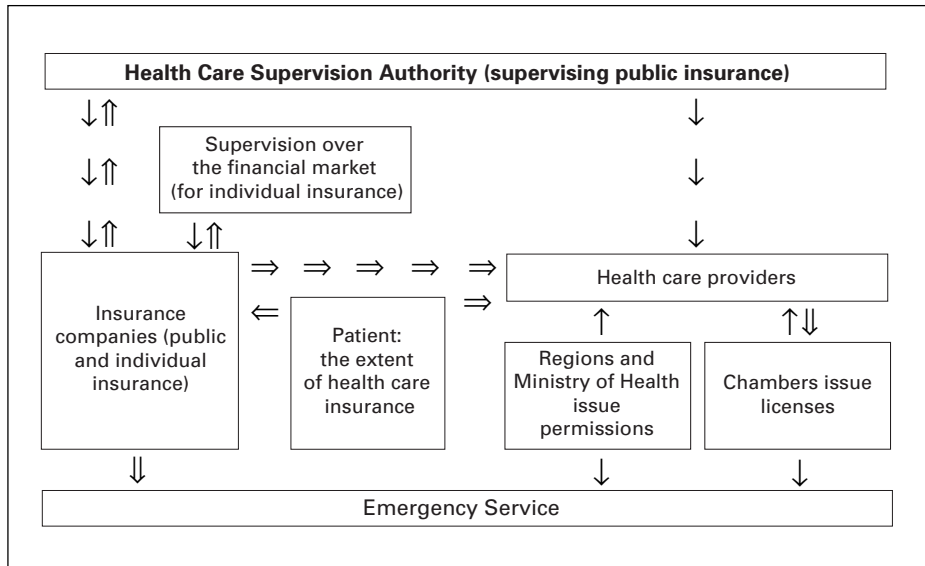 Health Care Supervision Authority (supervising public insurance)
↓⇑
↓
Supervision over
the financial market
(for individual insurance)
↓⇑
↓
↓⇑
↓⇑
↓
Insurance
companies (public
and individual
insurance)
⇒ ⇒ ⇒ ⇒ ⇒
Health care providers
⇐
Patient:
the extent
of health care
insurance
⇒
↑
↑⇓
Regions and
Ministry of Health
issue
permissions
Chambers issue
licenses
⇓
↓
↓
Emergency Service